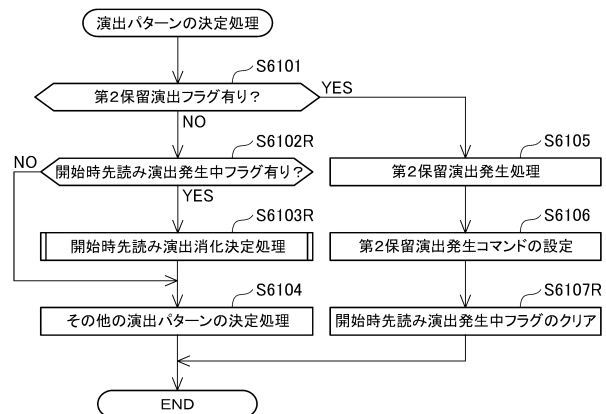 演出パターンの決定処理
S6101
第2保留演出フラグ有り?
YES
NO
S6102R
NO
開始時先読み演出発生中フラグ有り?
YES
S6103R
開始時先読み演出消化決定処理
S6104
その他の演出パターンの決定処理
S6105
第2保留演出発生処理
S6106
第2保留演出発生コマンドの設定
S6107R
開始時先読み演出発生中フラグのクリア
END